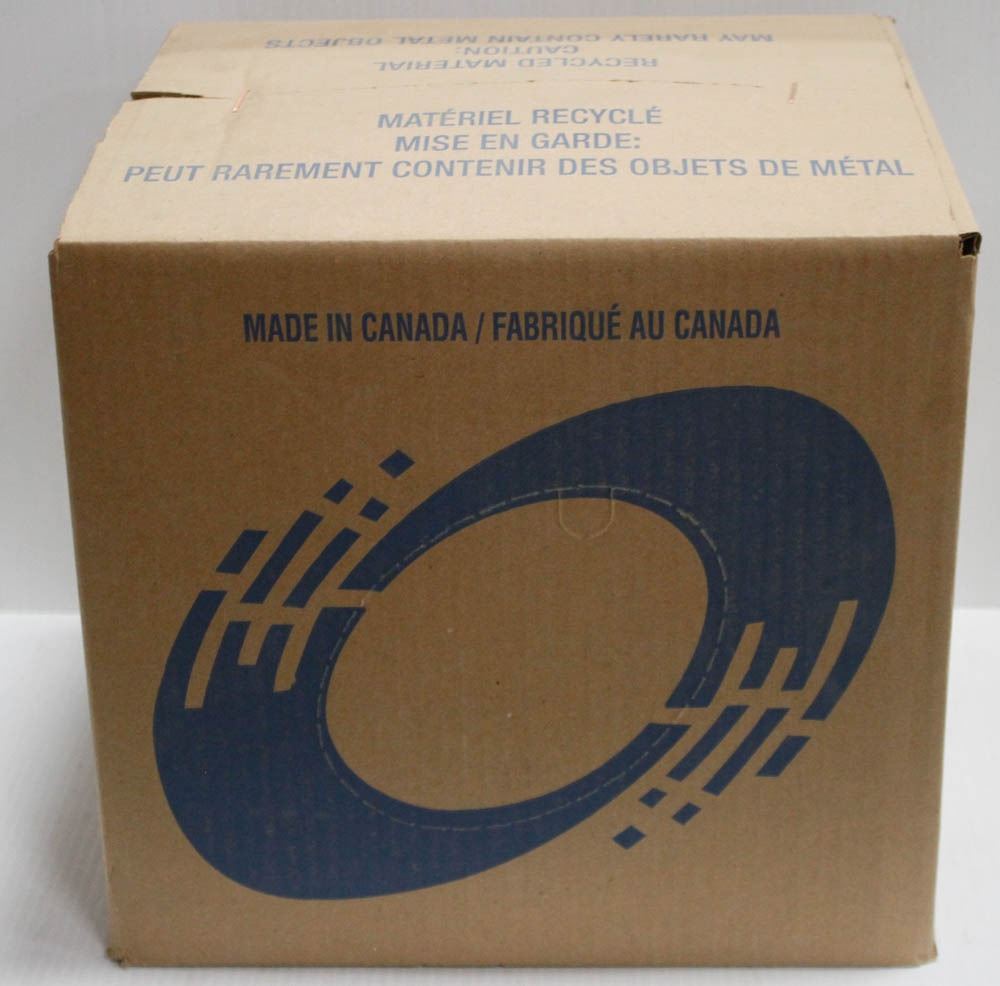 RECYCLED MATERIAL
CAUTION:
MAY RARELY CONTAIN METAL OBJECTS
MATÉRIEL RECYCLÉ
MISE EN GARDE:
PEUT RAREMENT CONTENIR DES OBJETS DE MÉTAL
MADE IN CANADA / FABRIQUÉ AU CANADA